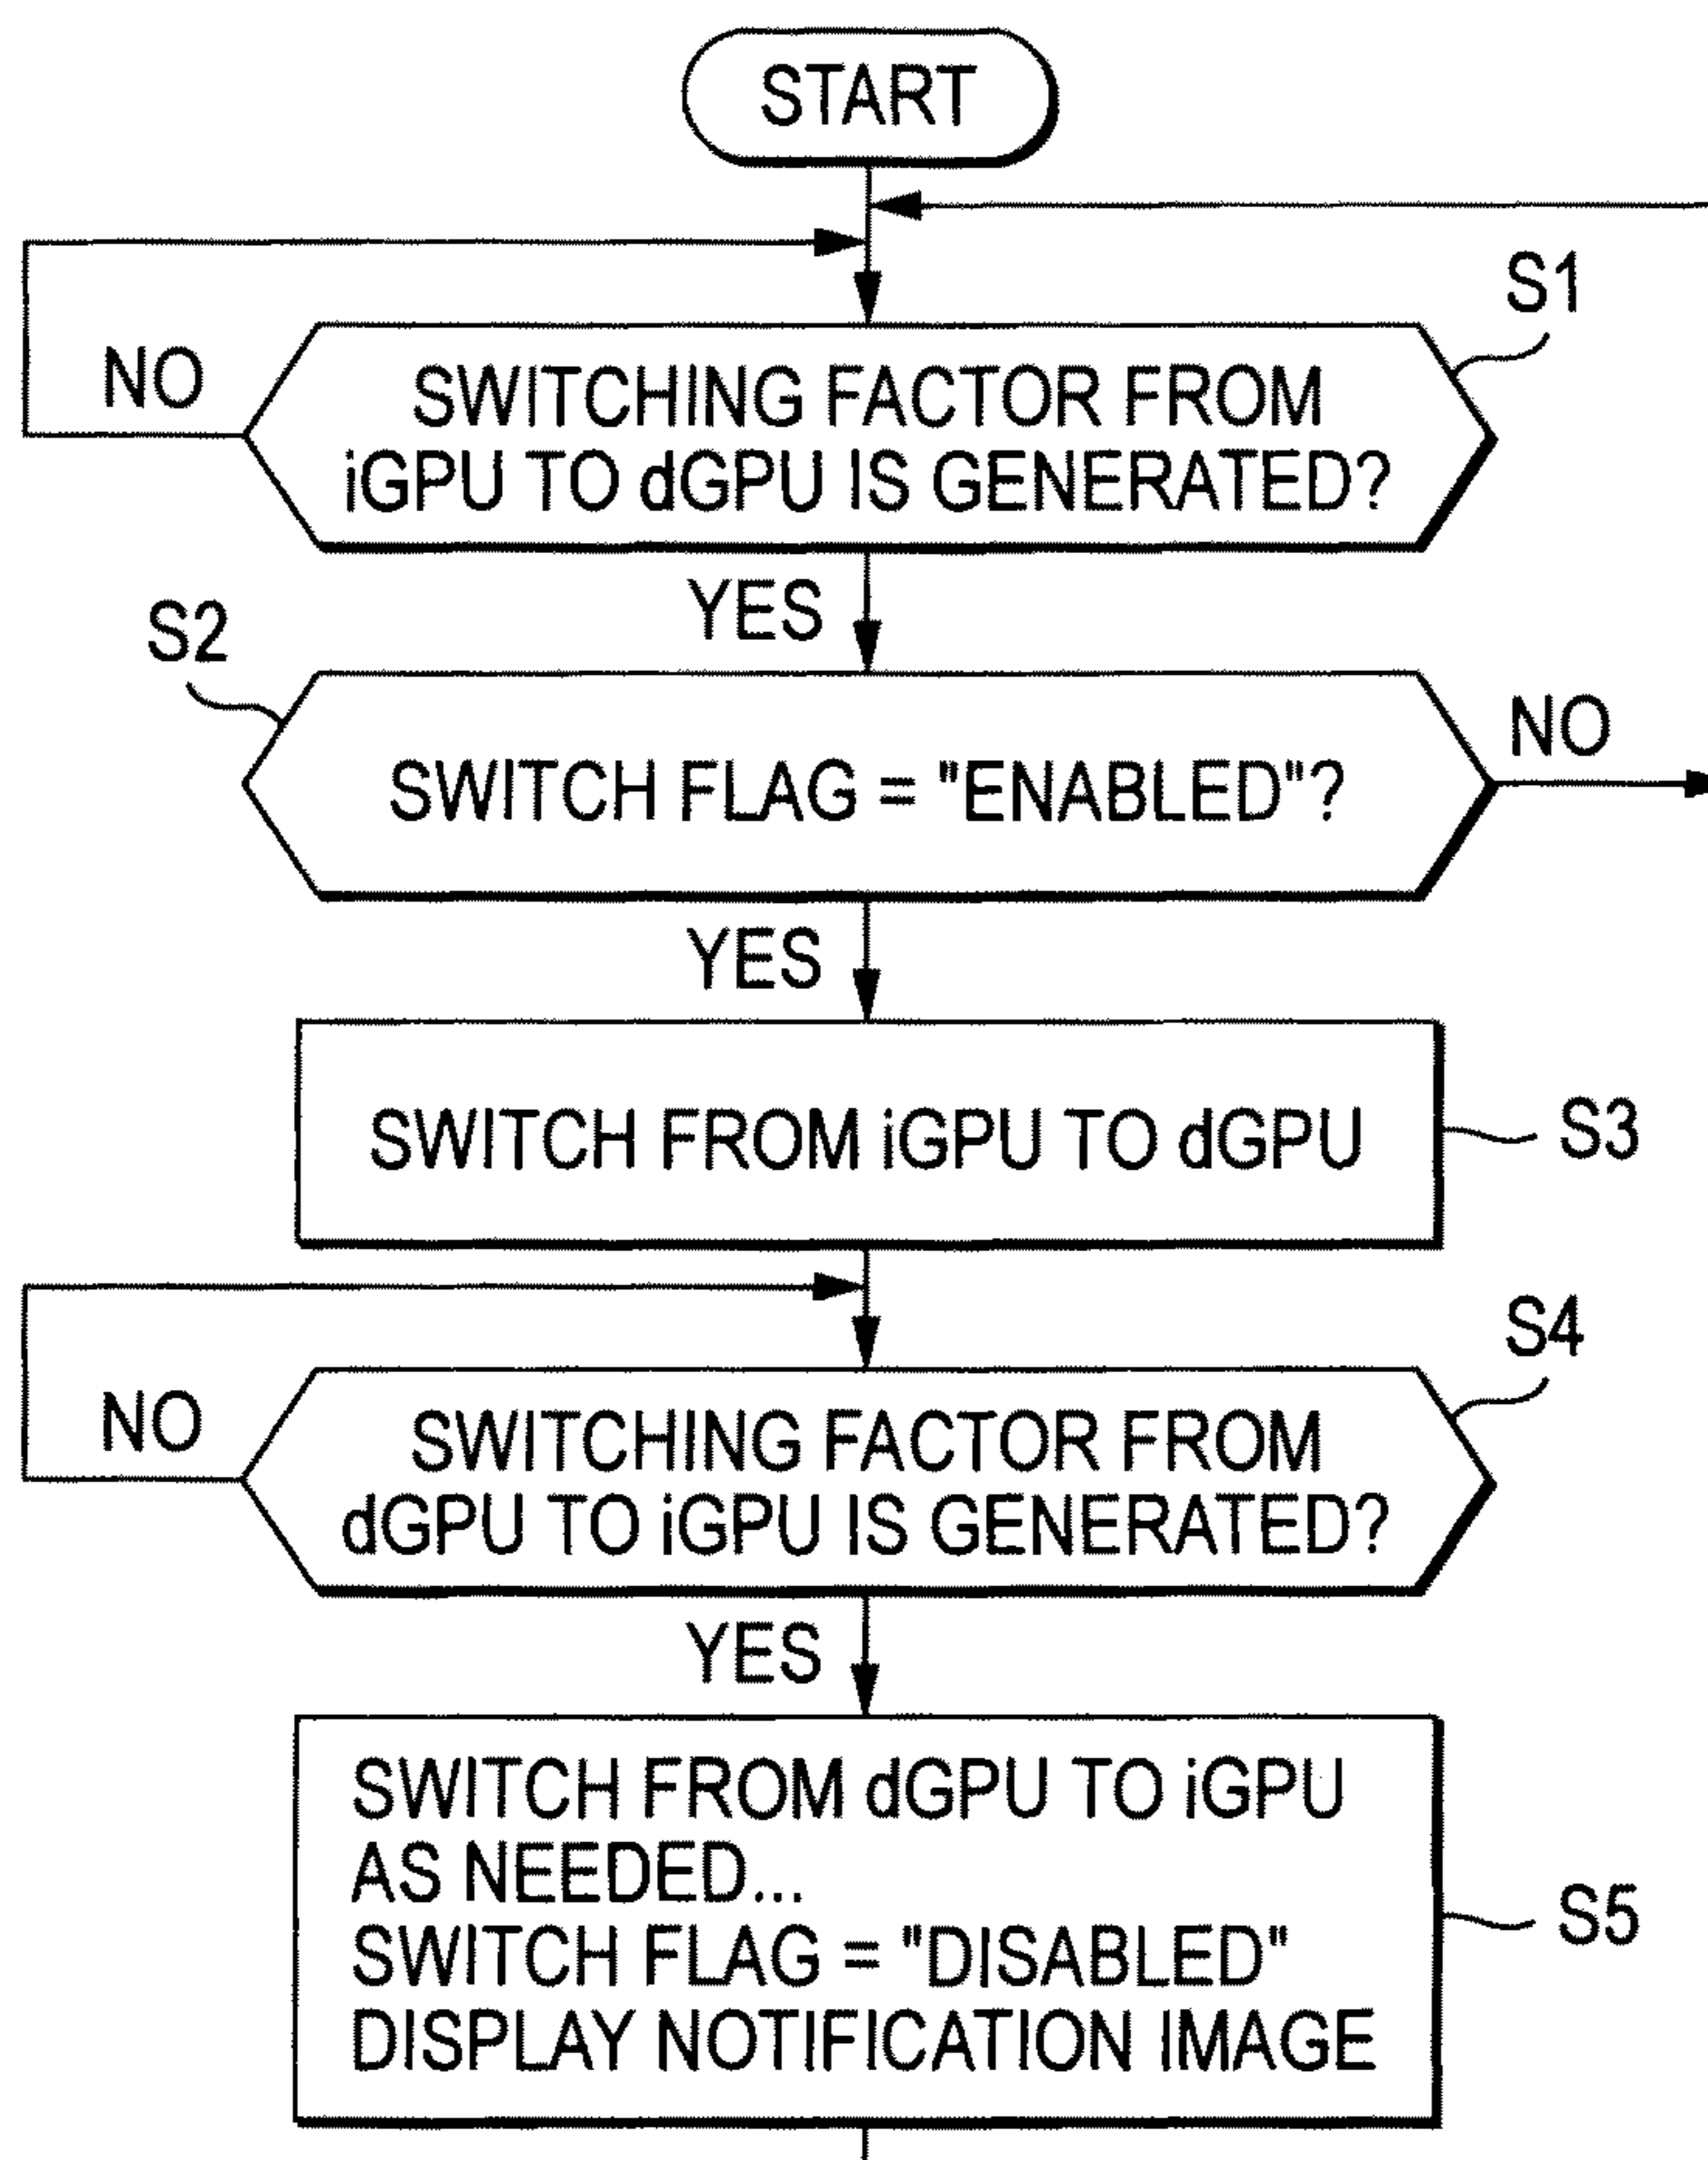 START
S1
NO
SWITCHING FACTOR FROM
iGPU TO dGPU IS GENERATED?
YES
S2
NO
SWITCH FLAG = "ENABLED"?
YES
SWITCH FROM iGPU TO dGPU
S3
S4
NO
SWITCHING FACTOR FROM
dGPU TO iGPU IS GENERATED?
YES
SWITCH FROM dGPU TO iGPU
AS NEEDED...
SWITCH FLAG = "DISABLED"
DISPLAY NOTIFICATION IMAGE
S5